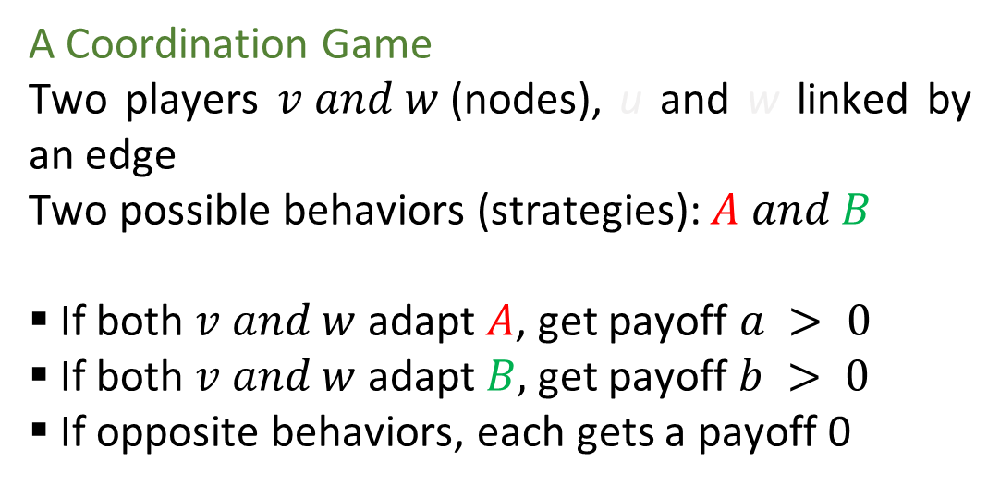 A Coordination Game
Two players v and w (nodes), u and w linked by
an edge
Two possible behaviors (strategies): A and B
▪ If both v and w adapt A, get payoff a > 0
▪ If both v and w adapt B, get payoff b > 0
▪ If opposite behaviors, each gets a payoff 0